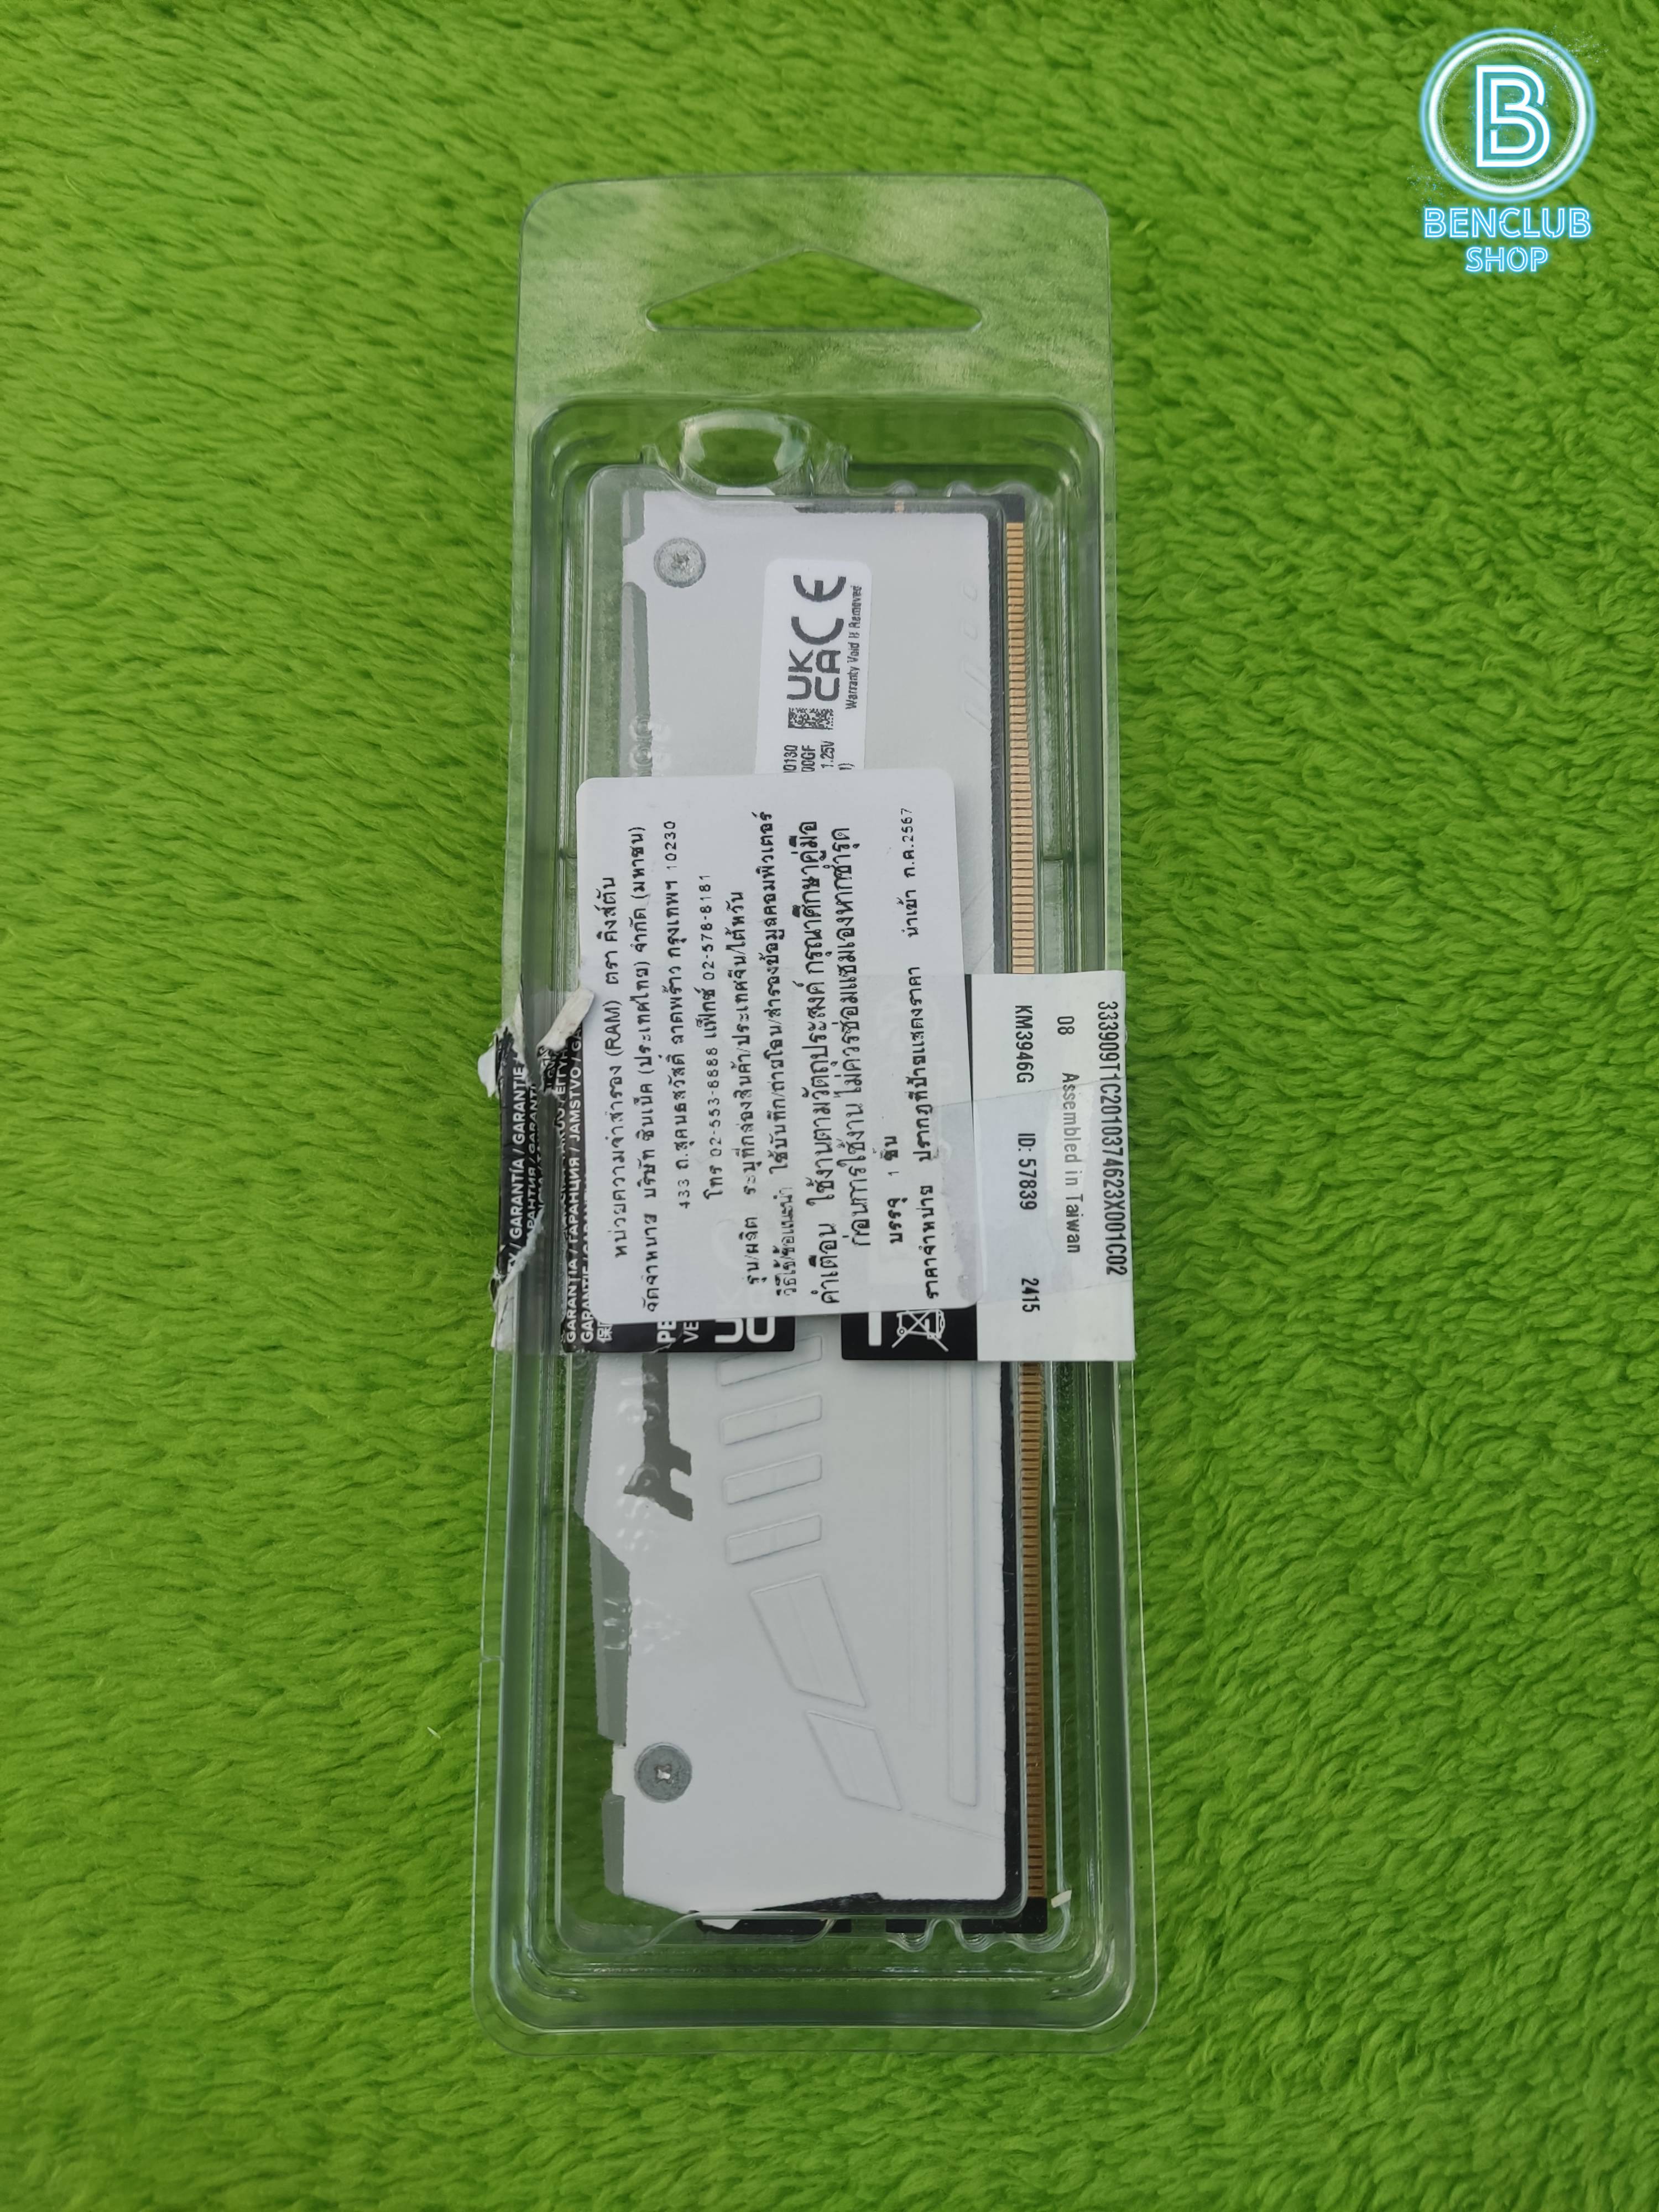 B
BENCLUB
SHOP
UK
CA
CE
Warranty Void If Removed
1.25V
หน่วยความจำสำรอง (RAM) ตรา คิงส์ตัน
จัดจำหน่าย บริษัท ซินเน็ค (ประเทศไทย) จำกัด (มหาชน)
433 ถ.สุคนธสวัสดิ์ ลาดพร้าว กรุงเทพฯ 10230
โทร 02-553-8888 แฟ็กซ์ 02-578-8181
รุ่น/ผลิต ระบุที่กล่องสินค้า/ประเทศจีน/ไต้หวัน
วิธีใช้/ข้อแนะนำ ใช้บันทึก/ถ่ายโอน/สำรองข้อมูลคอมพิวเตอร์
คำเตือน ใช้งานตามวัตถุประสงค์ กรุณาศึกษาคู่มือ
ก่อนการใช้งาน ไม่ควรซ่อมแซมเองหากชำรุด
บรรจุ 1 ชิ้น
ราคาจำหน่าย ปรากฏที่ป้ายแสดงราคา นำเข้า ก.ค.2567
/ GARANTÍA / GARANTIE
GARANTIA / ГАРАНЦИЯ / JAMSTVO /
333909T1C2010374623X001C02
08 Assembled in Taiwan
KM3946G ID: 57839 2415